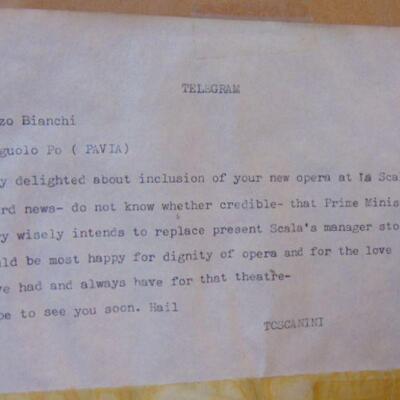 TELEGRAM
zo Bianchi
guolo Po ( PAVIA)
y delighted about inclusion of your new opera at la Sca
rd news- do not know whether credible- that Prime Minis
ry wisely intends to replace present Scala's manager sto
ld be most happy for dignity of opera and for the love
ve had and always have for that theatre-
pe to see you soon. Hail
TOSCANINI